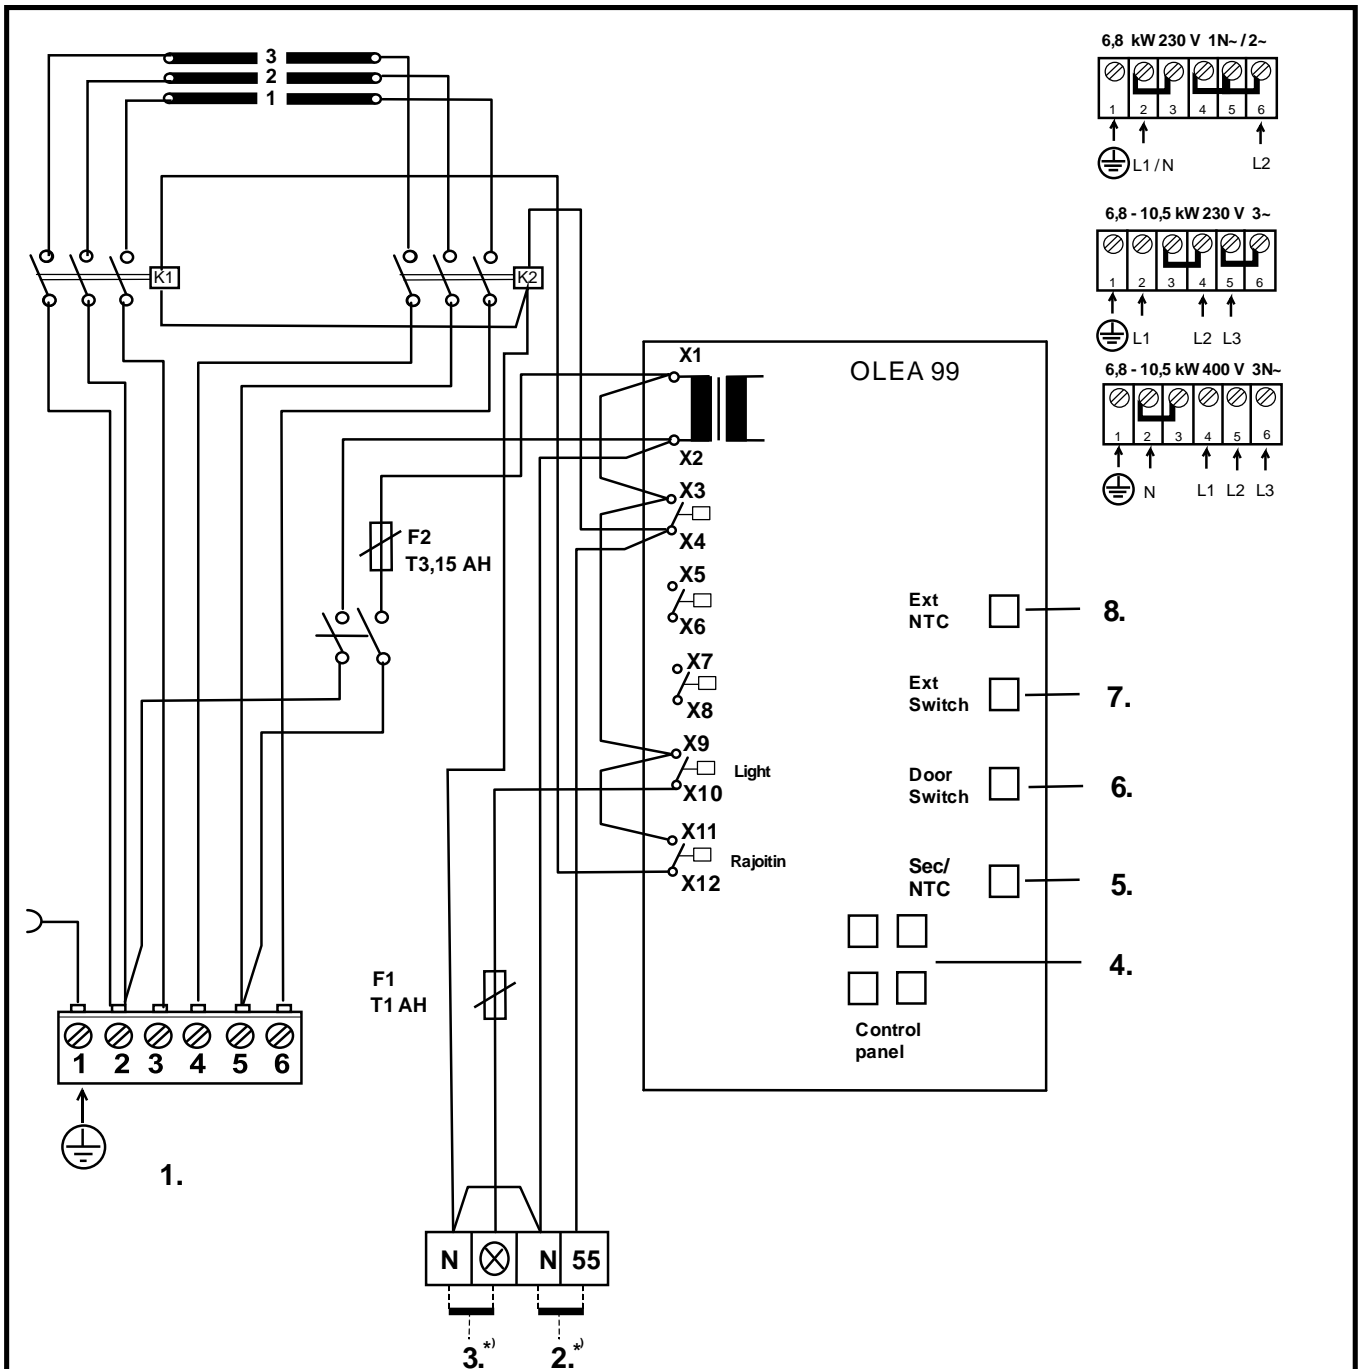 3
2
1
K1
K2
6,8 kW 230 V 1N~ / 2~
1 2 3 4 5 6
L1 / N L2
6,8 - 10,5 kW 230 V 3~
1 2 3 4 5 6
L1 L2 L3
6,8 - 10,5 kW 400 V 3N~
1 2 3 4 5 6
N L1 L2 L3
OLEA 99
X1
X2
X3
X4
X5
X6
X7
X8
X9
Light
X10
X11
Rajoitin
X12
F2
T3,15 AH
Ext
NTC
8.
Ext
Switch
7.
Door
Switch
6.
Sec/
NTC
5.
4.
Control
panel
F1
T1 AH
1 2 3 4 5 6
1.
N N 55
3.*) 2.*)